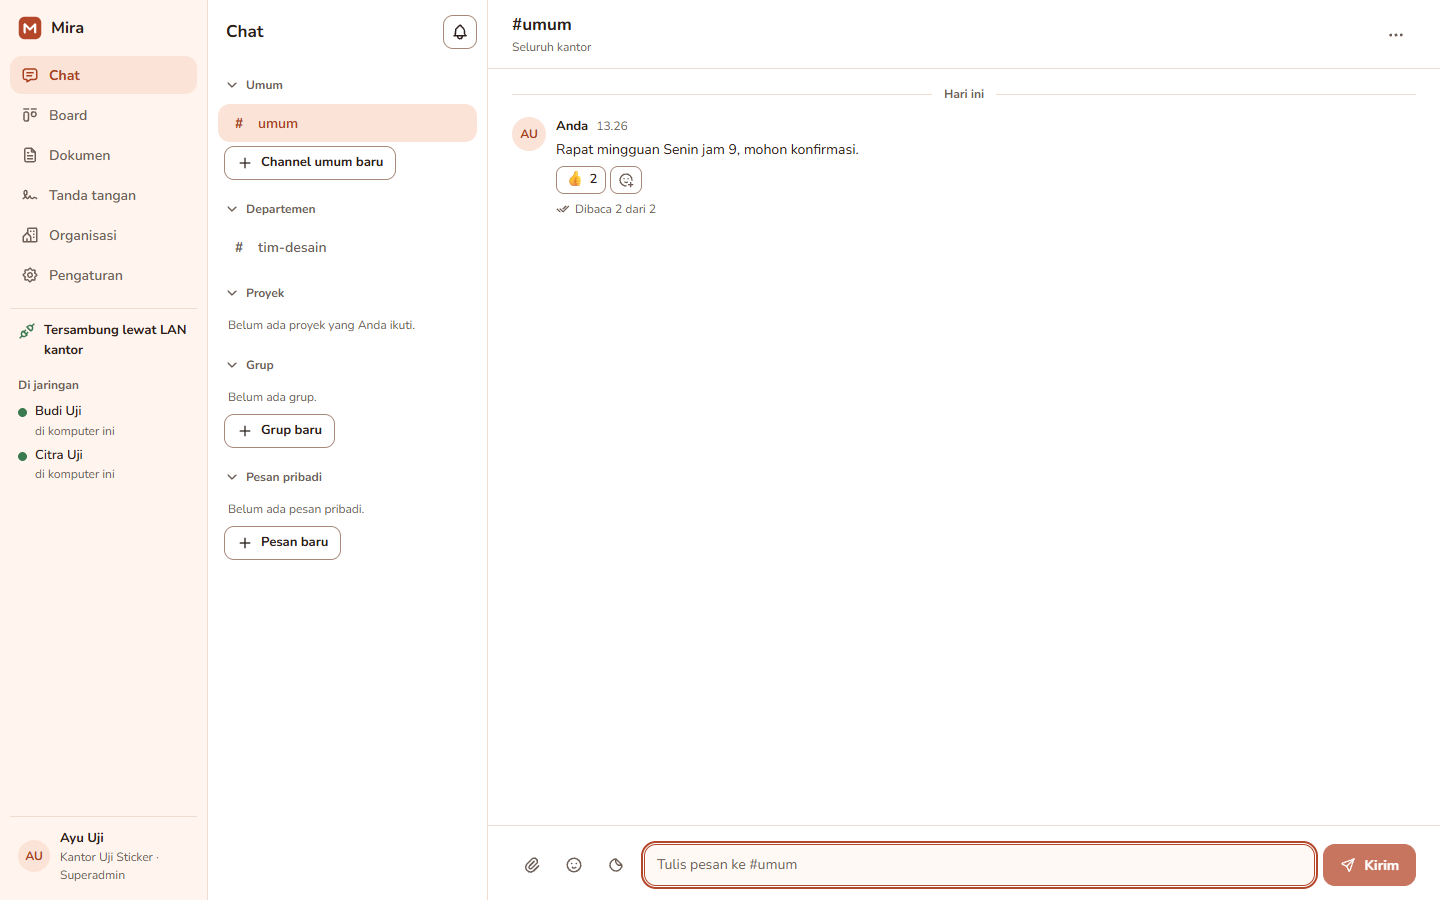 Mira
Chat
Board
Dokumen
Tanda tangan
Organisasi
Pengaturan
Tersambung lewat LAN
kantor
Di jaringan
Budi Uji
di komputer ini
Citra Uji
di komputer ini
AU
Ayu Uji
Kantor Uji Sticker ·
Superadmin
Chat
Umum
# umum
+ Channel umum baru
Departemen
# tim-desain
Proyek
Belum ada proyek yang Anda ikuti.
Grup
Belum ada grup.
+ Grup baru
Pesan pribadi
Belum ada pesan pribadi.
+ Pesan baru
#umum
Seluruh kantor
Hari ini
AU
Anda 13.26
Rapat mingguan Senin jam 9, mohon konfirmasi.
👍 2
Dibaca 2 dari 2
Tulis pesan ke #umum
Kirim